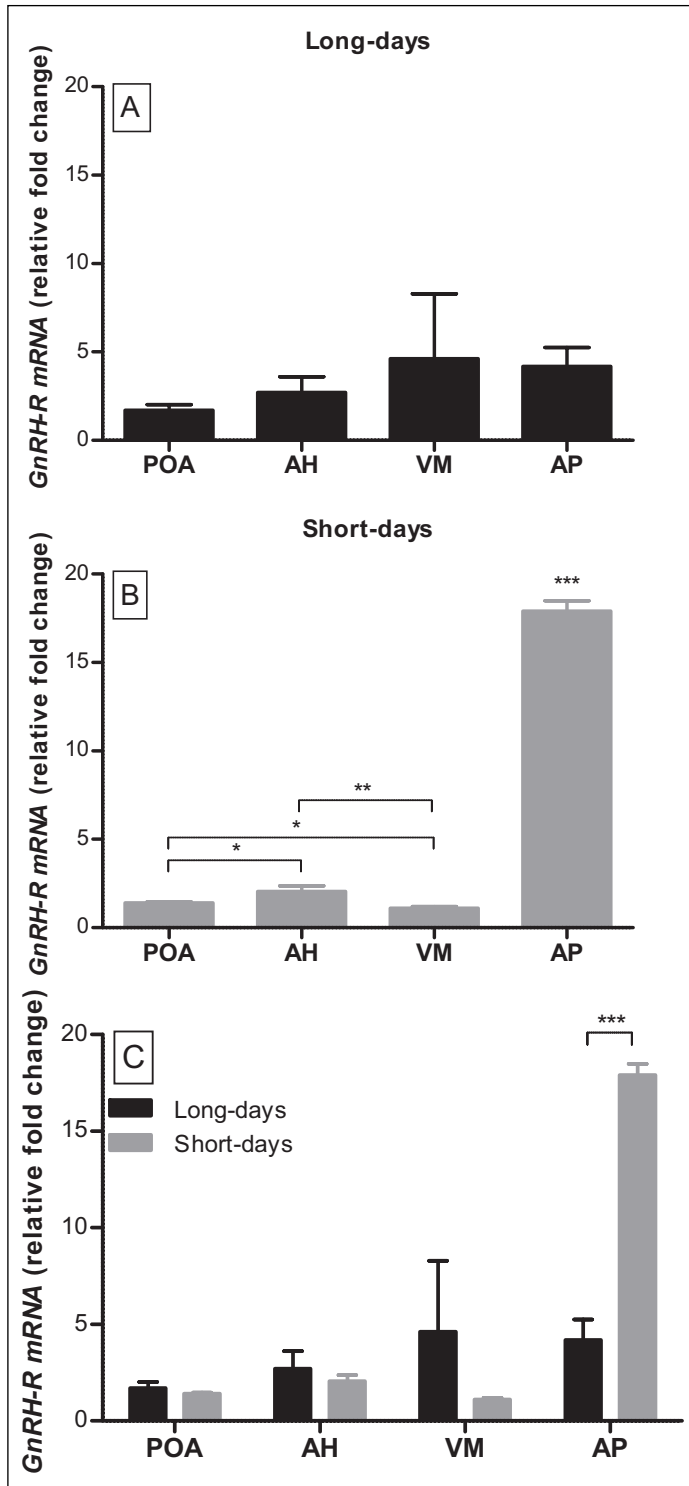 Long-days
A
GnRH-R mRNA (relative fold change)
20
15
10
5
0
POA AH VM AP
Short-days
B
GnRH-R mRNA (relative fold change)
20
15
10
5
0
***
**
*
*
POA AH VM AP
C
GnRH-R mRNA (relative fold change)
20
15
10
5
0
Long-days
Short-days
***
POA AH VM AP